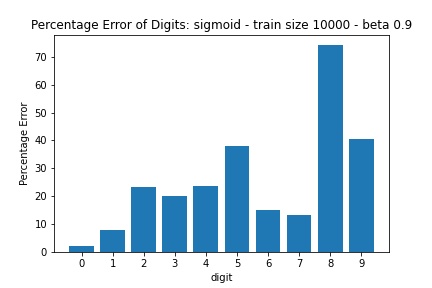 Percentage Error of Digits: sigmoid - train size 10000 - beta 0.9
Percentage Error
70
60
50
40
30
20
10
0
0 1 2 3 4 5 6 7 8 9
digit